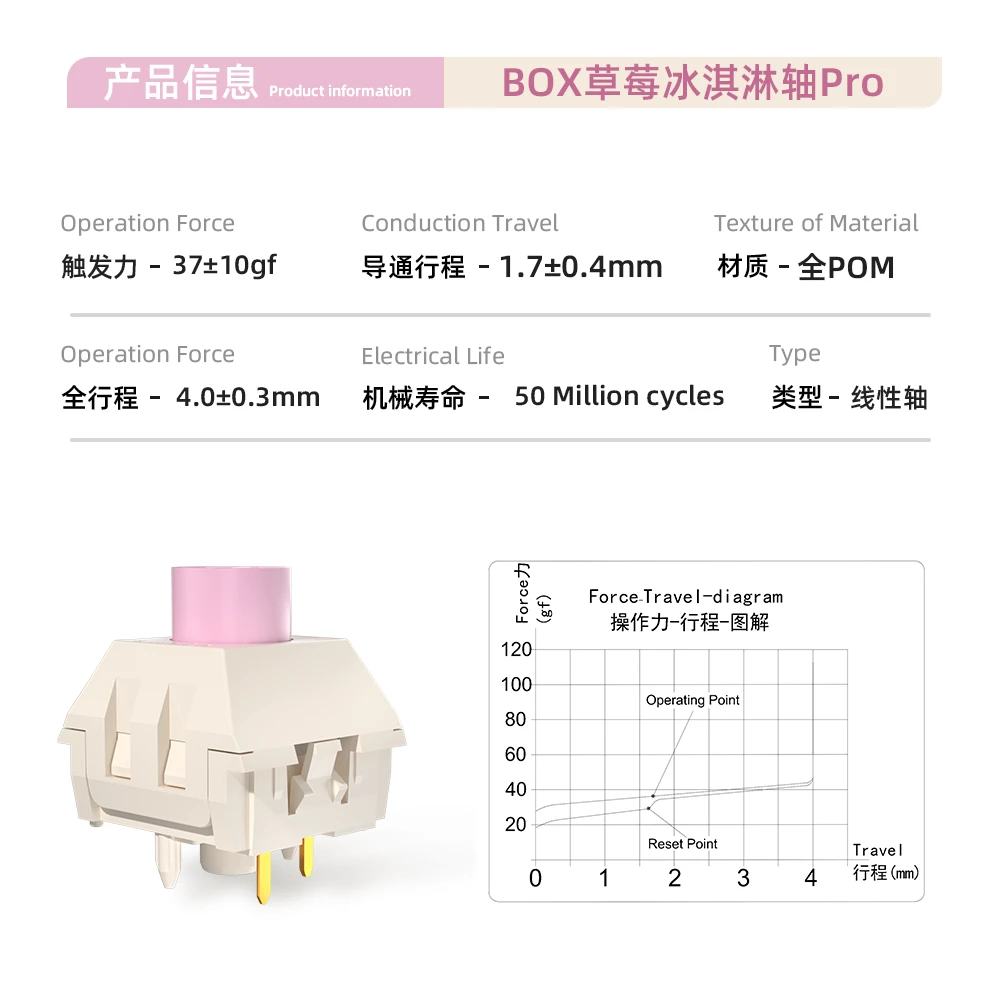 产品信息 Product information
BOX草莓冰淇淋轴Pro
Operation Force
触发力 - 37±10gf
Conduction Travel
导通行程 - 1.7±0.4mm
Texture of Material
材质 - 全POM
Operation Force
全行程 - 4.0±0.3mm
Electrical Life
机械寿命 - 50 Million cycles
Type
类型 - 线性轴
Force力
(gf)
Force-Travel-diagram
操作力-行程-图解
120
100
80
60
40
20
Operating Point
Reset Point
0 1 2 3 4
Travel
行程(mm)